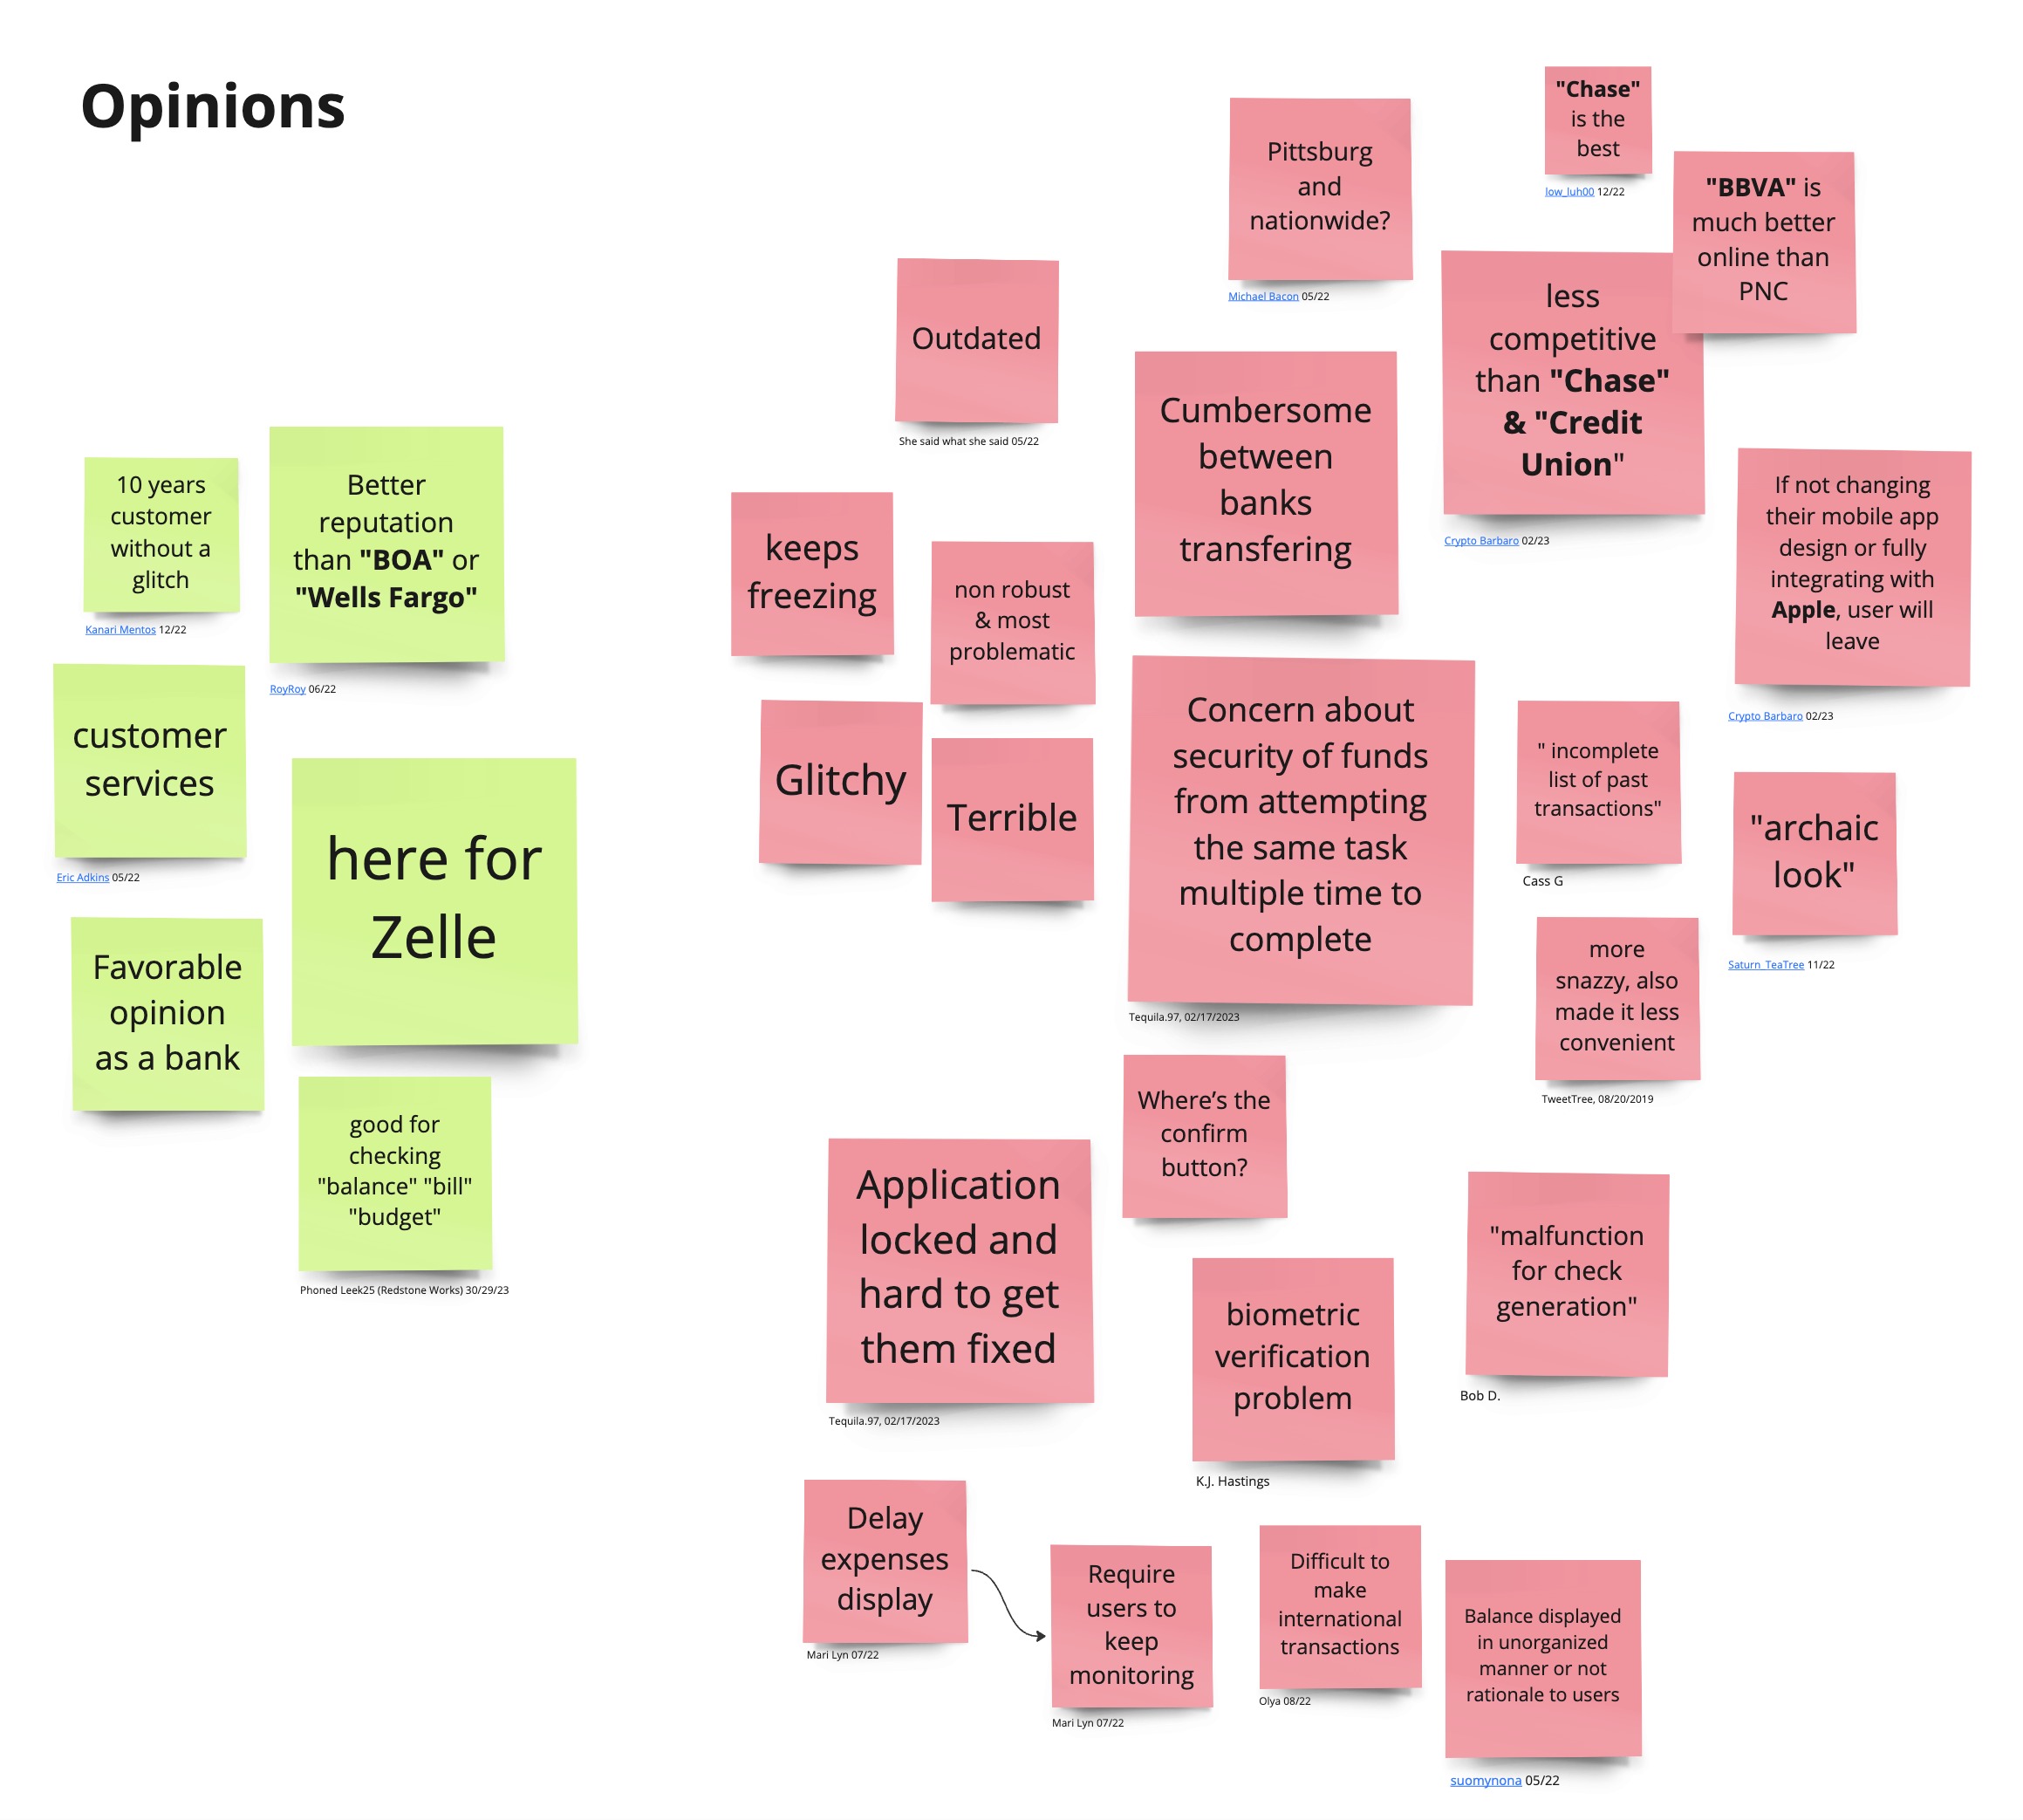 Opinions
10 years
customer
without a
glitch
Kanari Mentos 12/22
Better
reputation
than "BOA" or
"Wells Fargo"
RoyRoy 06/22
customer
services
Eric Adkins 05/22
here for
Zelle
Favorable
opinion
as a bank
good for
checking
"balance" "bill"
"budget"
Phoned Leek25 (Redstone Works) 30/29/23
Pittsburg
and
nationwide?
Michael Bacon 05/22
"Chase"
is the
best
low_luh00 12/22
"BBVA" is
much better
online than
PNC
less
competitive
than "Chase"
& "Credit
Union"
Crypto Barbaro 02/23
Outdated
She said what she said 05/22
Cumbersome
between
banks
transfering
If not changing
their mobile app
design or fully
integrating with
Apple, user will
leave
Crypto Barbaro 02/23
keeps
freezing
non robust
& most
problematic
Glitchy
Terrible
Concern about
security of funds
from attempting
the same task
multiple time to
complete
Tequila.97, 02/17/2023
" incomplete
list of past
transactions"
Cass G
"archaic
look"
Saturn_TeaTree 11/22
more
snazzy, also
made it less
convenient
TweetTree, 08/20/2019
Where’s the
confirm
button?
Application
locked and
hard to get
them fixed
Tequila.97, 02/17/2023
biometric
verification
problem
K.J. Hastings
"malfunction
for check
generation"
Bob D.
Delay
expenses
display
Mari Lyn 07/22
Require
users to
keep
monitoring
Mari Lyn 07/22
Difficult to
make
international
transactions
Olya 08/22
Balance displayed
in unorganized
manner or not
rationale to users
suomynona 05/22